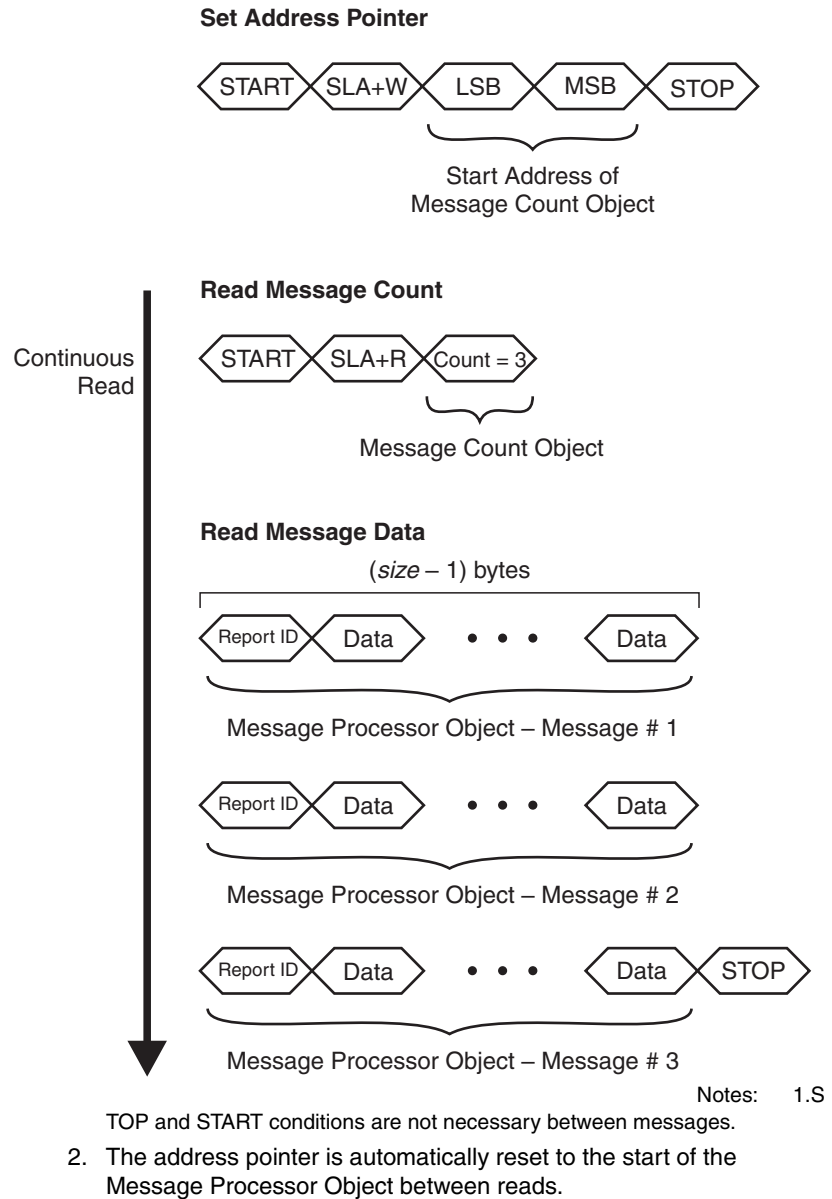 Set Address Pointer
START SLA+W LSB MSB STOP
Start Address of
Message Count Object
Read Message Count
Continuous
Read
START SLA+R Count = 3
Message Count Object
Read Message Data
(size – 1) bytes
Report ID Data • • • Data
Message Processor Object – Message # 1
Report ID Data • • • Data
Message Processor Object – Message # 2
Report ID Data • • • Data STOP
Message Processor Object – Message # 3
Notes: 1.S
TOP and START conditions are not necessary between messages.
2. The address pointer is automatically reset to the start of the
Message Processor Object between reads.